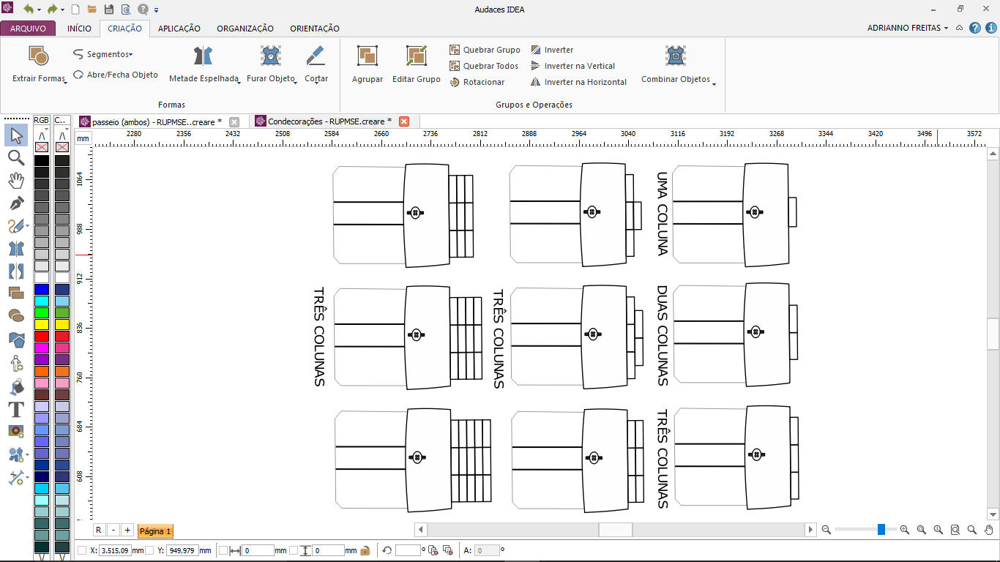 Audaces IDEA
ARQUIVO INÍCIO CRIAÇÃO APLICAÇÃO ORGANIZAÇÃO ORIENTAÇÃO ADRIANNO FREITAS
Extrair Formas
Segmentos
Abre/Fecha Objeto
Metade Espelhada
Furar Objeto
Cortar
Formas
Agrupar
Editar Grupo
Quebrar Grupo
Quebrar Todos
Rotacionar
Inverter
Inverter na Vertical
Inverter na Horizontal
Combinar Objetos
Grupos e Operações
RGB C..
passeio (ambos) - RUPMSE..creare *
Condecorações - RUPMSE.creare *
mm 2280 2356 2432 2508 2584 2660 2736 2812 2888 2964 3040 3116 3192 3268 3344 3420 3496 3572
1064
988
912
836
760
684
608
UMA COLUNA
TRÊS COLUNAS
TRÊS COLUNAS
DUAS COLUNAS
TRÊS COLUNAS
R - + Página 1
X: 3.515,09 mm Y: 949,979 mm 0 mm 0 mm º A: 0 º